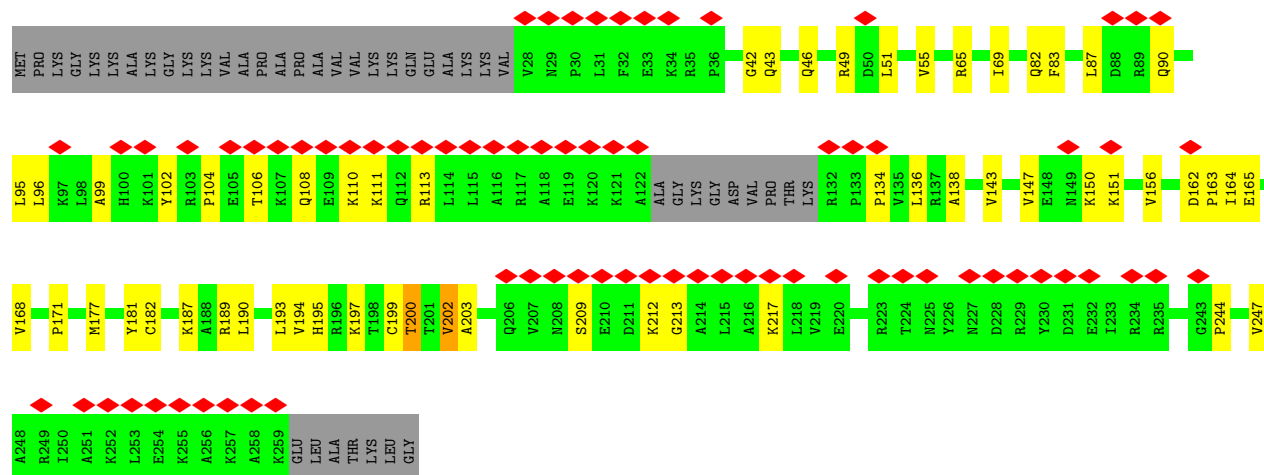 MET PRO LYS GLY LYS LYS ALA LYS GLY LYS LYS VAL ALA PRO ALA PRO ALA VAL VAL LYS LYS GLN GLU ALA LYS LYS VAL V28 N29 P30 L31 F32 E33 K34 R35 P36 G42 Q43 Q46 R49 D50 L51 V55 R65 I69 Q82 F83 L87 D88 R89 Q90
L95 L96 K97 L98 A99 H100 K101 Y102 R103 P104 E105 T106 K107 Q108 E109 K110 K111 Q112 R113 L114 L115 A116 R117 A118 E119 K120 K121 A122 ALA GLY LYS GLY ASP VAL PRO THR LYS R132 P133 P134 V135 L136 R137 A138 V143 V147 E148 N149 K150 K151 V156 D162 P163 I164 E165
V168 P171 M177 Y181 C182 K187 A188 R189 L190 L193 V194 H195 R196 K197 T198 C199 T200 T201 V202 A203 Q206 V207 N208 S209 E210 D211 K212 G213 A214 L215 A216 K217 L218 V219 E220 R223 T224 N225 Y226 N227 D228 R229 Y230 D231 E232 I233 R234 R235 G243 P244 V247
A248 R249 I250 A251 K252 L253 E254 K255 A256 K257 A258 K259 GLU LEU ALA THR LYS LEU GLY